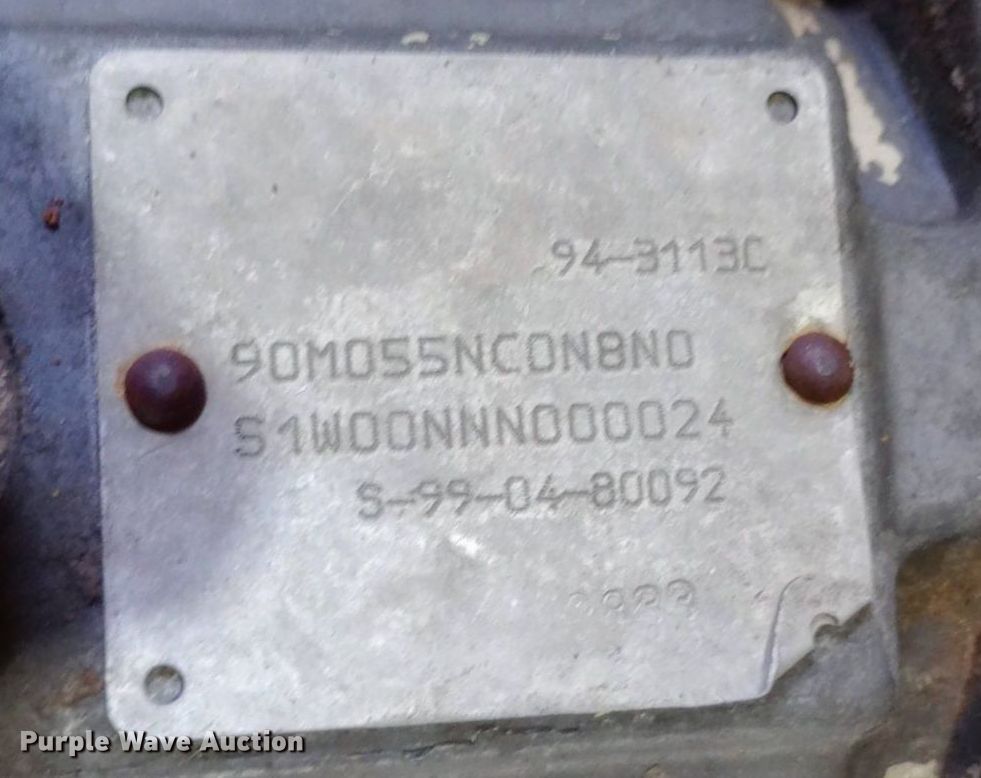 94-3113C
90M055NC0N8N0
S1W00NNN000024
S-99-04-80092
Purple Wave Auction